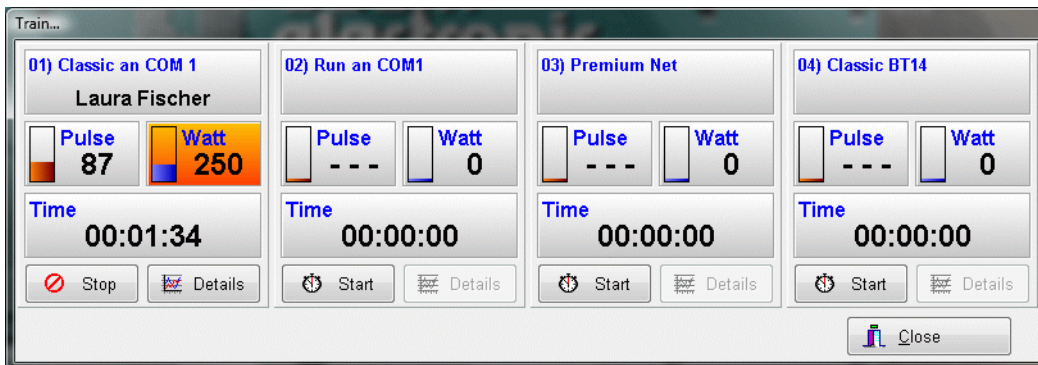 Train...
electronic
01) Classic an COM 1
Laura Fischer
Pulse
87
Watt
250
Time
00:01:34
Stop
Details
02) Run an COM1
Pulse
- - -
Watt
0
Time
00:00:00
Start
Details
03) Premium Net
Pulse
- - -
Watt
0
Time
00:00:00
Start
Details
04) Classic BT14
Pulse
- - -
Watt
0
Time
00:00:00
Start
Details
Close